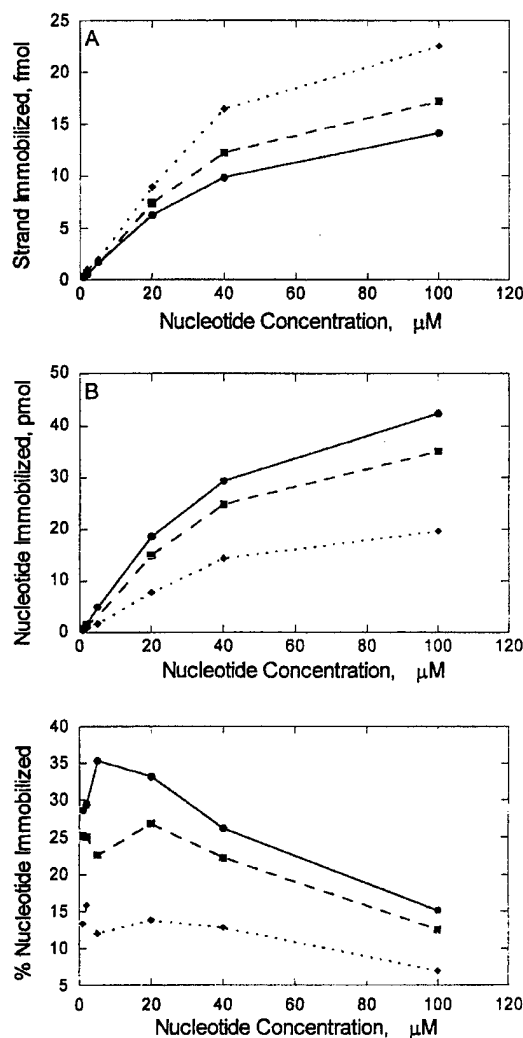 A
25
20
15
10
5
0
Strand Immobilized, fmol
0 20 40 60 80 100 120
Nucleotide Concentration, μM
B
50
40
30
20
10
0
Nucleotide Immobilized, pmol
0 20 40 60 80 100 120
Nucleotide Concentration, μM
40
35
30
25
20
15
10
5
% Nucleotide Immobilized
0 20 40 60 80 100 120
Nucleotide Concentration, μM